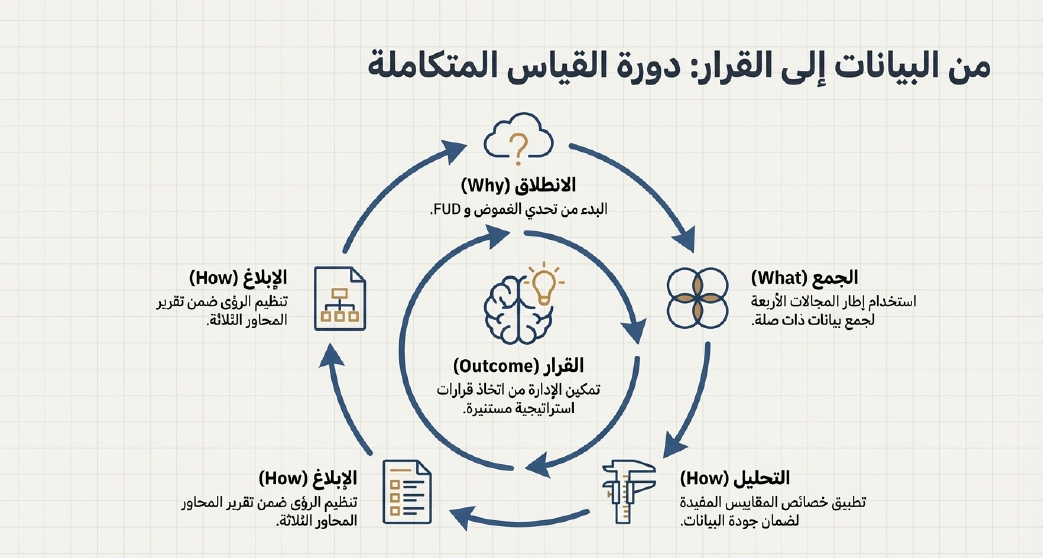 من البيانات إلى القرار: دورة القياس المتكاملة
?
الانطلاق (Why)
البدء من تحدي الغموض و FUD.
الجمع (What)
استخدام إطار المجالات الأربعة
لجمع بيانات ذات صلة.
التحليل (How)
تطبيق خصائص المقاييس المفيدة
لضمان جودة البيانات.
الإبلاغ (How)
تنظيم الرؤى ضمن تقرير المحاور
المحاور الثلاثة.
الإبلاغ (How)
تنظيم الرؤى ضمن تقرير
المحاور الثلاثة.
القرار (Outcome)
تمكين الإدارة من اتخاذ قرارات
استراتيجية مستنيرة.